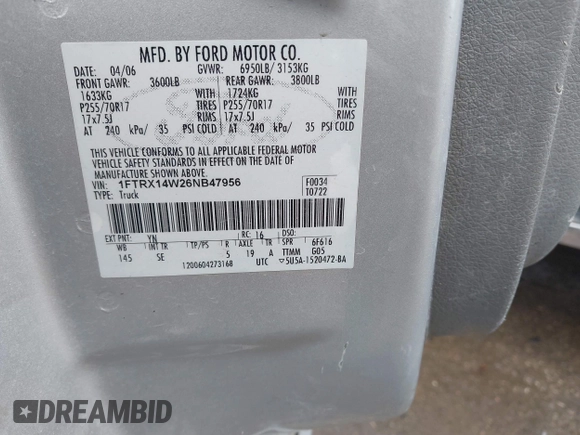 MFD. BY FORD MOTOR CO.
DATE: 04/06 GVWR: 6950LB/ 3153KG
FRONT GAWR: 3600LB REAR GAWR: 3800LB
1633KG WITH 1724KG WITH
P255/70R17 TIRES P255/70R17 TIRES
17x7.5J RIMS 17x7.5J RIMS
AT 240 kPa/ 35 PSI COLD AT 240 kPa/ 35 PSI COLD
THIS VEHICLE CONFORMS TO ALL APPLICABLE FEDERAL MOTOR
VEHICLE SAFETY STANDARDS IN EFFECT ON THE DATE OF
MANUFACTURE SHOWN ABOVE.
VIN: 1FTRX14W26NB47956 F0034
TYPE: Truck T0722
EXT PNT: YN RC: 16 DSO:
WB INT TR TP/PS R AXLE TR SPR 6F616
145 SE 5 19 A TTMM G05
1200604273168 UTC 5U5A-1520472-BA
DREAMBID